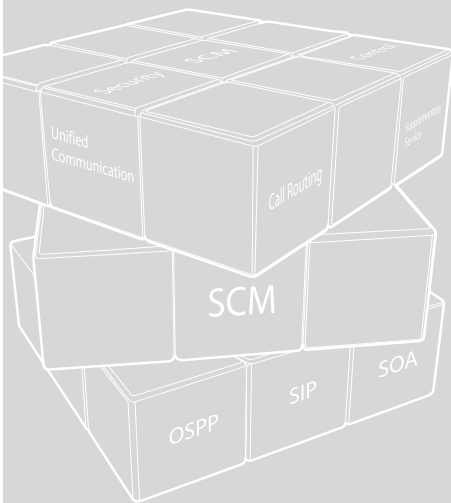 SCM
Control
Security
Unified
Communication
Call Routing
Supplementary
Service
SCM
OSPP
SIP
SOA